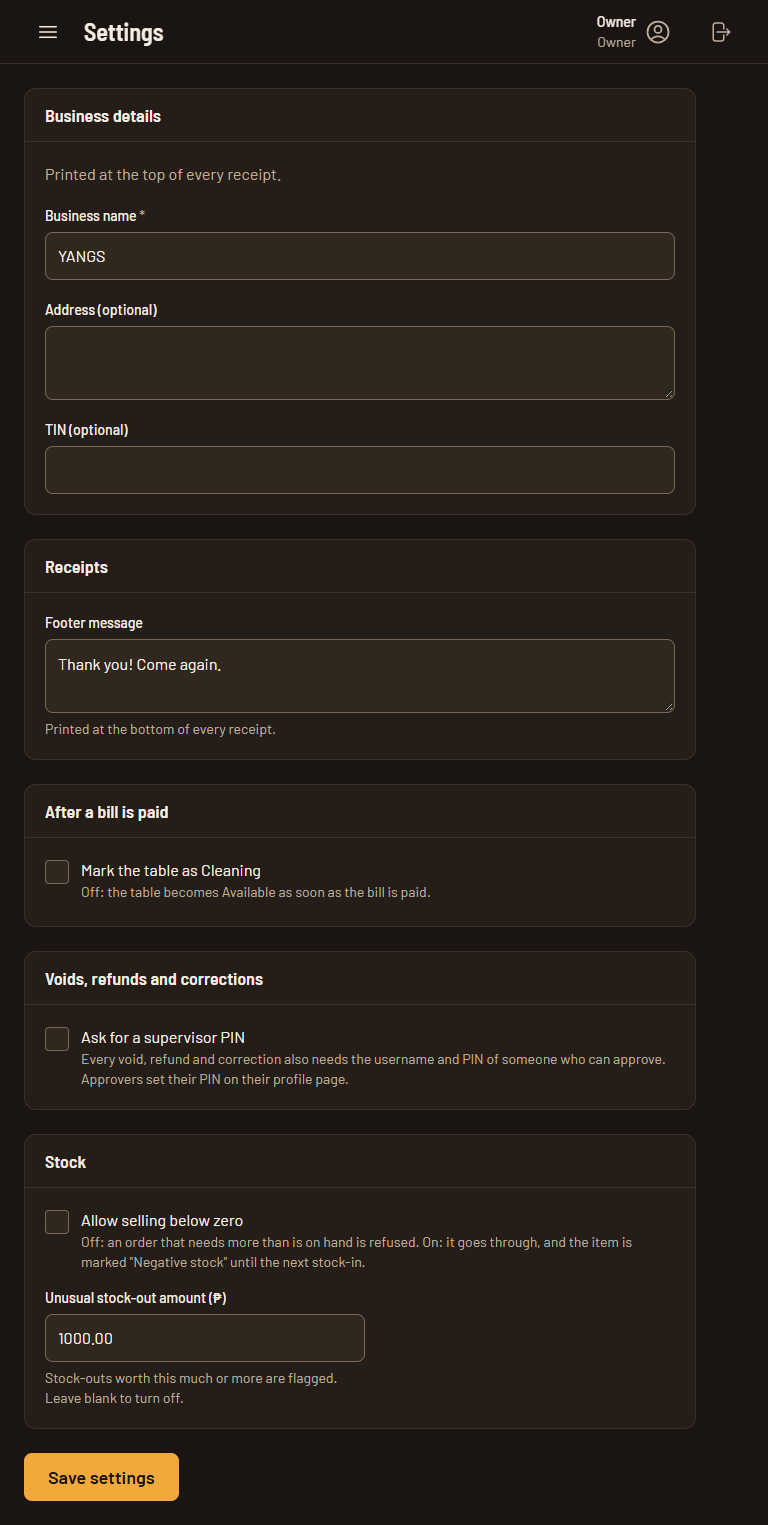 Settings
Owner
Owner
Business details
Printed at the top of every receipt.
Business name *
YANGS
Address (optional)
TIN (optional)
Receipts
Footer message
Thank you! Come again.
Printed at the bottom of every receipt.
After a bill is paid
Mark the table as Cleaning
Off: the table becomes Available as soon as the bill is paid.
Voids, refunds and corrections
Ask for a supervisor PIN
Every void, refund and correction also needs the username and PIN of someone who can approve.
Approvers set their PIN on their profile page.
Stock
Allow selling below zero
Off: an order that needs more than is on hand is refused. On: it goes through, and the item is
marked "Negative stock" until the next stock-in.
Unusual stock-out amount (₱)
1000.00
Stock-outs worth this much or more are flagged.
Leave blank to turn off.
Save settings